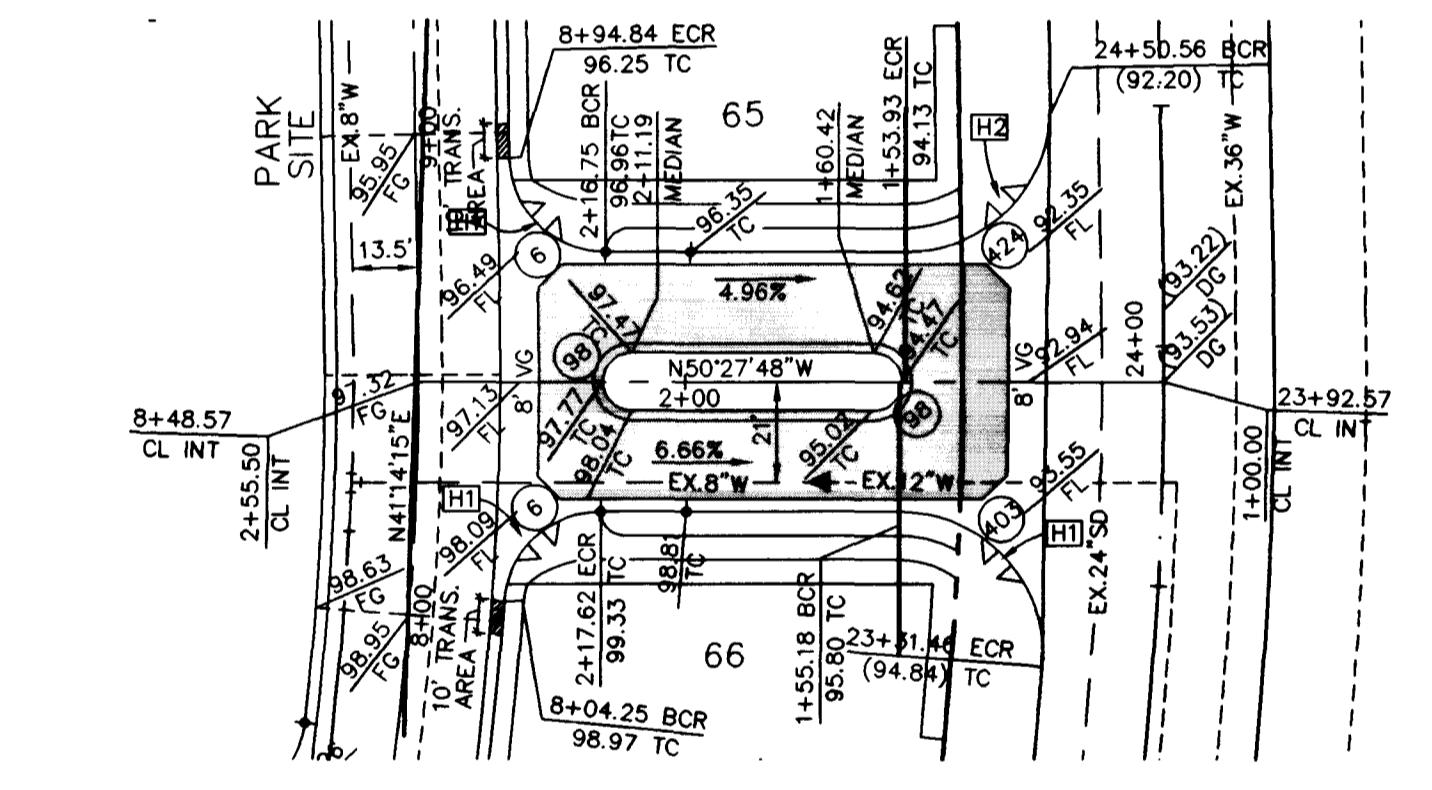 8+94.84 ECR
96.25 TC
24+50.56 BCR
(92.20) TC
PARK
SITE
EX.8"W
9+00
TRANS.
AREA
95.95
FG
2+16.75 BCR
96.96TC
2+11.19
MEDIAN
65
1+60.42
MEDIAN
1+53.93 ECR
94.13 TC
H2
EX.36"W
13.5'
96.49
FL
6
96.35
TC
424
92.35
FL
(93.22)
DG
4.96%
97.47
TC
94.62
TC
94.47
TC
98
N50°27'48"W
2+00
8' VG
8' VG
92.94
FL
24+00
(93.53)
DG
97.32
FG
97.13
FL
8+48.57
CL INT
2+55.50
CL INT
N41°14'15"E
97.77
TC
98.04
TC
6.66%
21'
95.02
TC
98
23+92.57
CL INT
1+00.00
CL INT
EX.8"W
EX.12"W
H1
6
98.09
FL
403
93.55
FL
H1
EX.24"SD
98.63
FG
98.95
FG
8+00
10' TRANS.
AREA
2+17.62 ECR
99.33 TC
98.81
TC
66
1+55.18 BCR
95.80 TC
23+31.46 ECR
(94.84) TC
8+04.25 BCR
98.97 TC